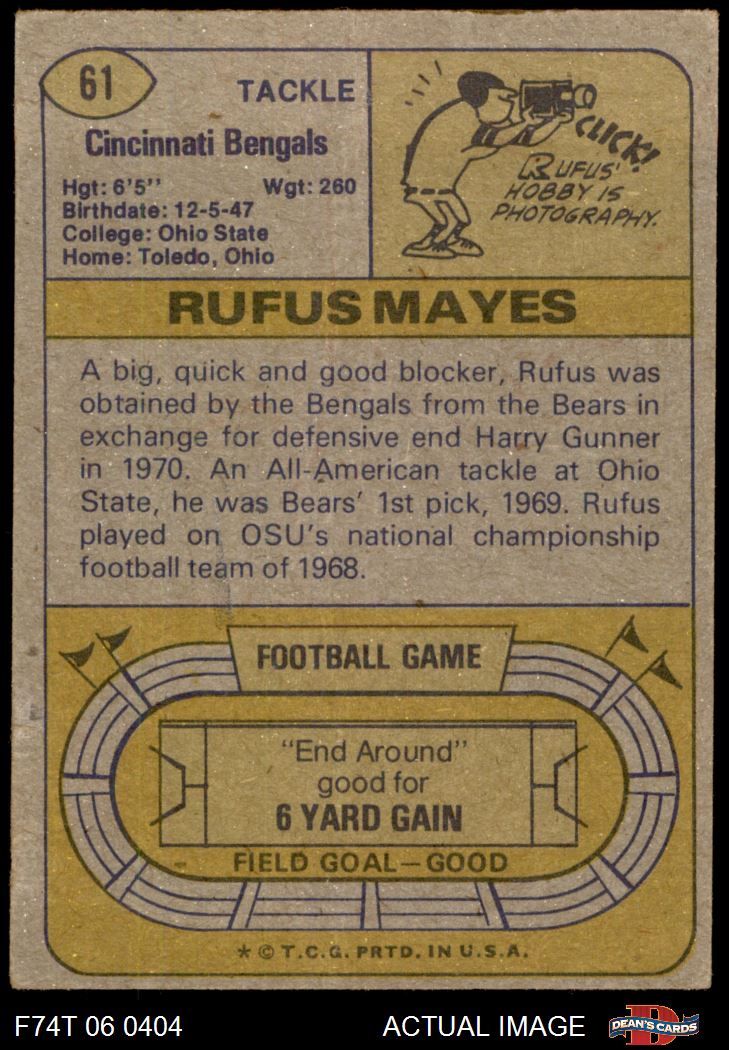 61
TACKLE
Cincinnati Bengals
Hgt: 6'5" Wgt: 260
Birthdate: 12-5-47
College: Ohio State
Home: Toledo, Ohio
CLICK!
RUFUS'
HOBBY IS
PHOTOGRAPHY.
RUFUS MAYES
A big, quick and good blocker, Rufus was
obtained by the Bengals from the Bears in
exchange for defensive end Harry Gunner
in 1970. An All-American tackle at Ohio
State, he was Bears' 1st pick, 1969. Rufus
played on OSU's national championship
football team of 1968.
FOOTBALL GAME
"End Around"
good for
6 YARD GAIN
FIELD GOAL—GOOD
* © T.C.G. PRTD. IN U.S.A.
F74T 06 0404 ACTUAL IMAGE
D
DEAN'S CARDS